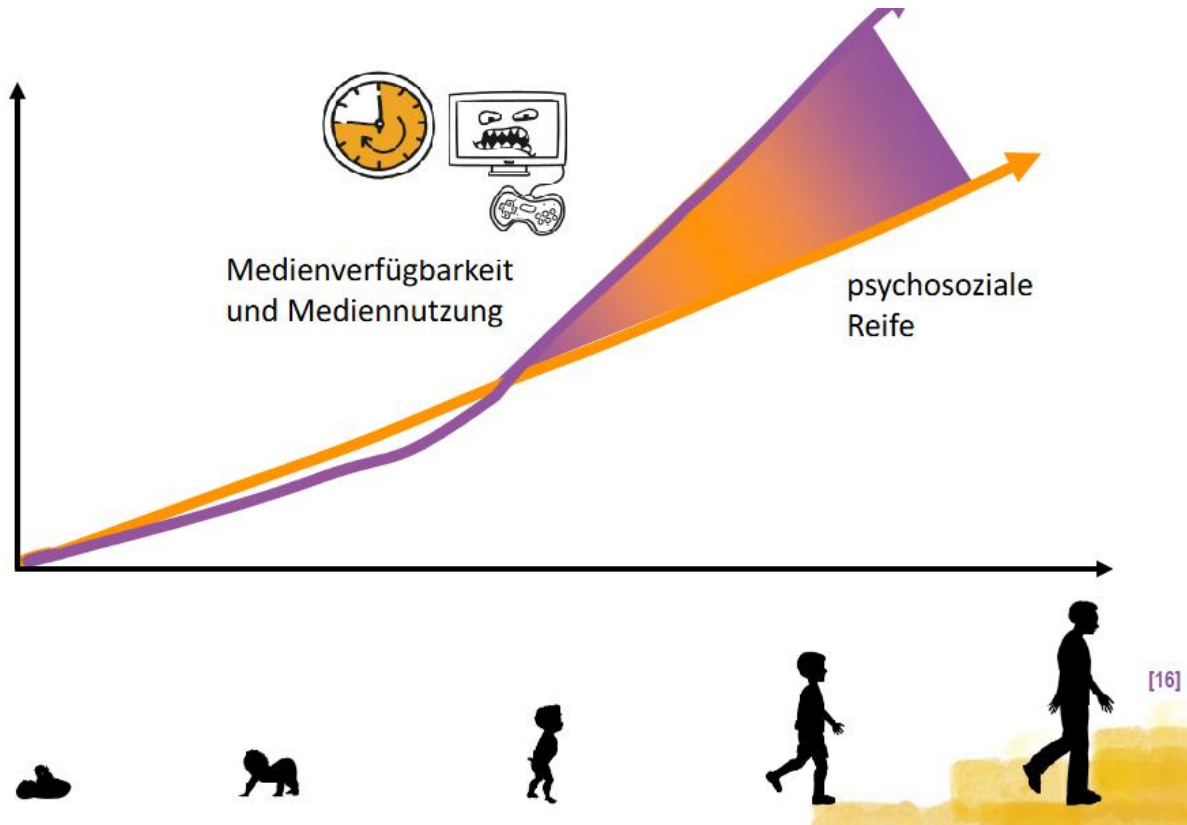 Medienverfügbarkeit
und Mediennutzung
psychosoziale
Reife
[16]